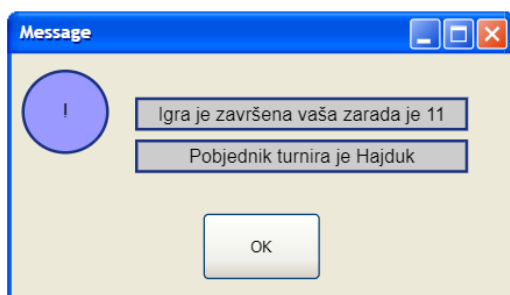 Message
!
Igra je završena vaša zarada je 11
Pobjednik turnira je Hajduk
OK